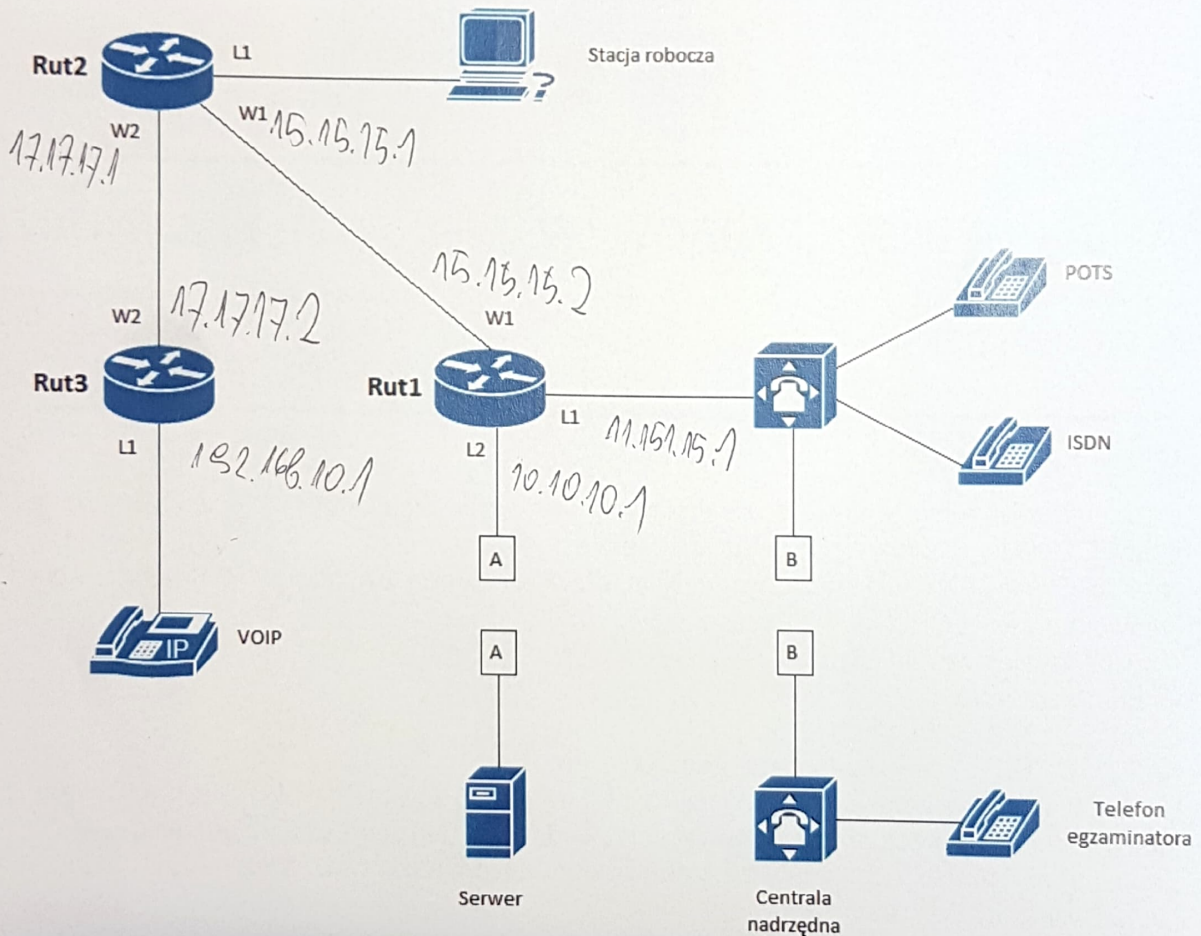 L1
Stacja robocza
Rut2
W1 15.15.15.1
W2
17.17.17.1
15.15.15.2
POTS
W2 17.17.17.2
W1
Rut3
Rut1
L1 11.151.15.1
ISDN
L1 192.168.10.1
L2 10.10.10.1
A
B
IP
VOIP
A
B
Telefon
egzaminatora
Serwer
Centrala
nadrzędna